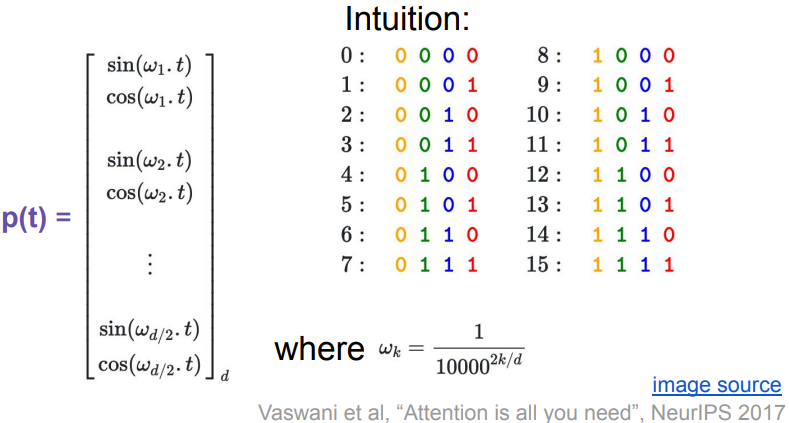 Intuition:
p(t) =
sin(ω₁.t)
cos(ω₁.t)
sin(ω₂.t)
cos(ω₂.t)
⋮
sin(ω_{d/2}.t)
cos(ω_{d/2}.t)
d
0 : 0 0 0 0 8 : 1 0 0 0
1 : 0 0 0 1 9 : 1 0 0 1
2 : 0 0 1 0 10 : 1 0 1 0
3 : 0 0 1 1 11 : 1 0 1 1
4 : 0 1 0 0 12 : 1 1 0 0
5 : 0 1 0 1 13 : 1 1 0 1
6 : 0 1 1 0 14 : 1 1 1 0
7 : 0 1 1 1 15 : 1 1 1 1
where ω_k = 1 / 10000^{2k/d}
image source
Vaswani et al, “Attention is all you need”, NeurIPS 2017